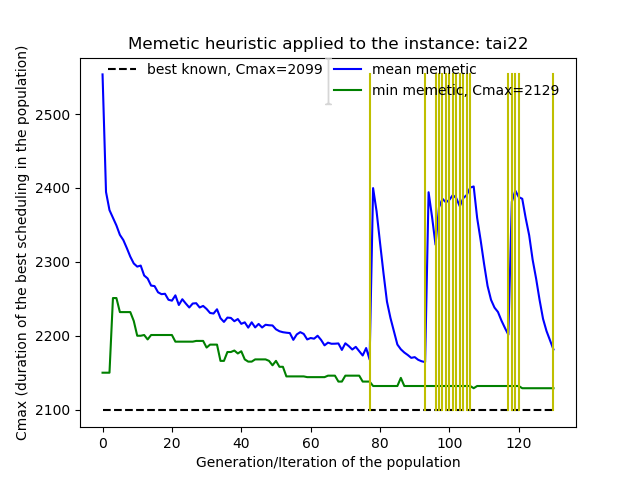 Memetic heuristic applied to the instance: tai22
best known, Cmax=2099
mean memetic
min memetic, Cmax=2129
Cmax (duration of the best scheduling in the population)
2500
2400
2300
2200
2100
0 20 40 60 80 100 120
Generation/Iteration of the population